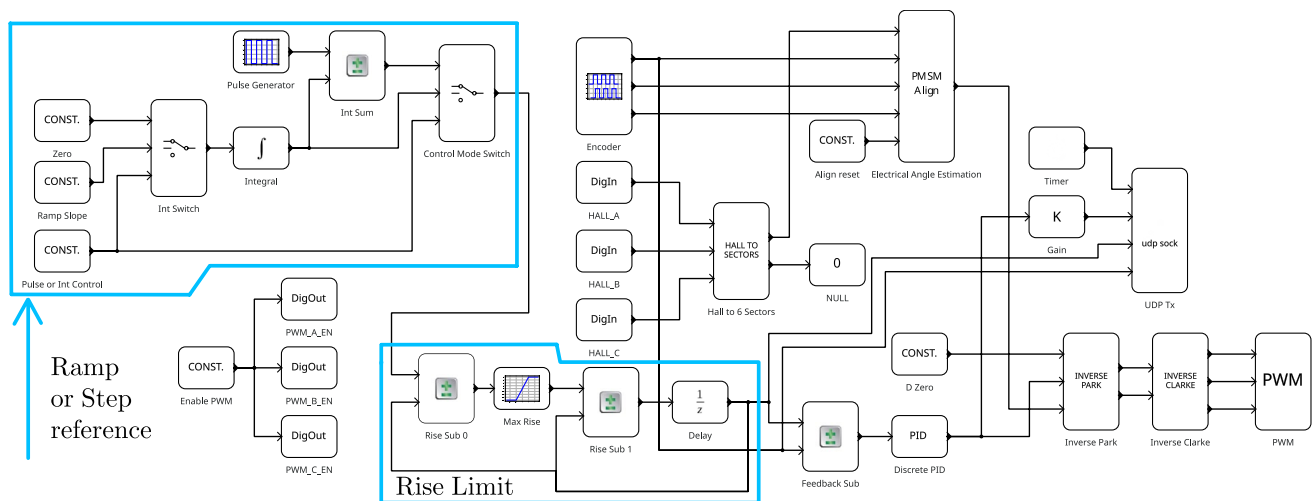 Pulse Generator
Int Sum
Control Mode Switch
CONST.
Zero
CONST.
Ramp Slope
CONST.
Pulse or Int Control
Int Switch
∫
Integral
Encoder
PMSM
Align
Electrical Angle Estimation
CONST.
Align reset
DigIn
HALL_A
DigIn
HALL_B
DigIn
HALL_C
HALL TO
SECTORS
Hall to 6 Sectors
0
NULL
Timer
K
Gain
udp sock
UDP Tx
Ramp
or Step
reference
CONST.
Enable PWM
DigOut
PWM_A_EN
DigOut
PWM_B_EN
DigOut
PWM_C_EN
Rise Sub 0
Max Rise
Rise Sub 1
1
z
Delay
Rise Limit
Feedback Sub
CONST.
D Zero
PID
Discrete PID
INVERSE
PARK
Inverse Park
INVERSE
CLARKE
Inverse Clarke
PWM
PWM